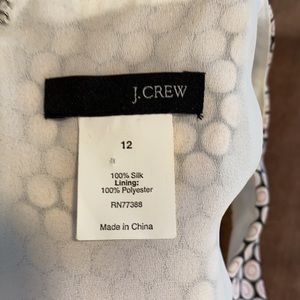 J.CREW
12
100% Silk
Lining:
100% Polyester
RN77388
Made in China